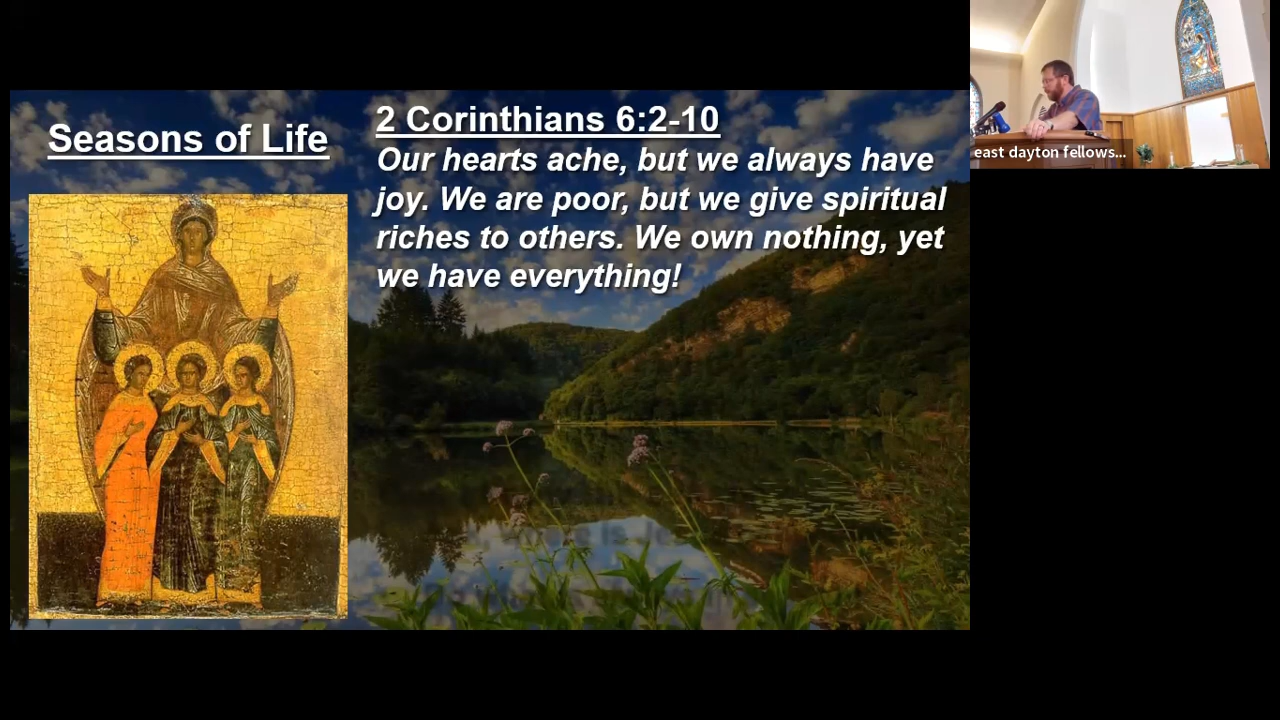 Seasons of Life
2 Corinthians 6:2-10
Our hearts ache, but we always have
joy. We are poor, but we give spiritual
riches to others. We own nothing, yet
we have everything!
east dayton fellows...